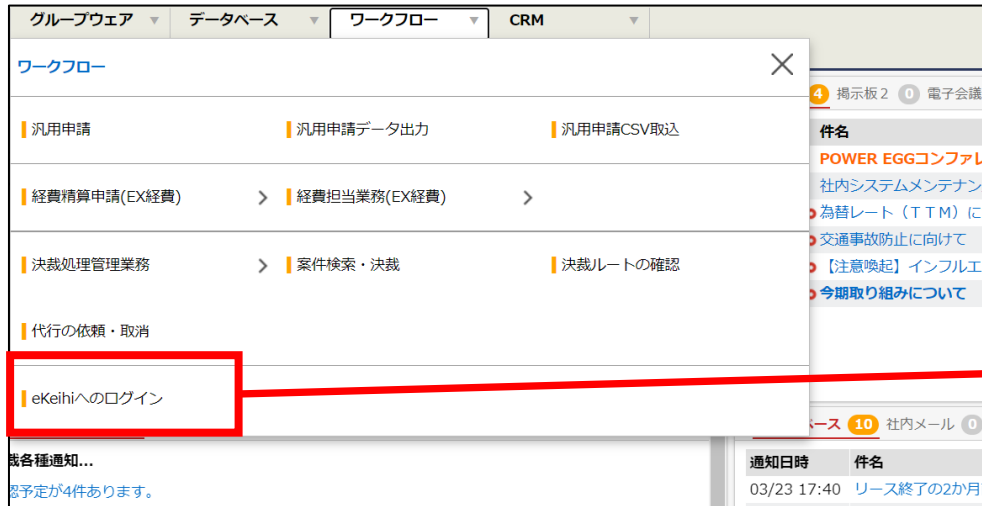 グループウェア データベース ワークフロー CRM
ワークフロー
4 掲示板2 0 電子会議
汎用申請 汎用申請データ出力 汎用申請CSV取込
件名
POWER EGGコンファレ
社内システムメンテナン
経費精算申請(EX経費) 経費担当業務(EX経費)
為替レート（TTM）に
交通事故防止に向けて
決裁処理管理業務 案件検索・決裁 決裁ルートの確認
【注意喚起】インフルエ
今期取り組みについて
代行の依頼・取消
eKeihiへのログイン
ース 10 社内メール 0
裁各種通知...
通知日時 件名
認予定が4件あります。
03/23 17:40 リース終了の2か月